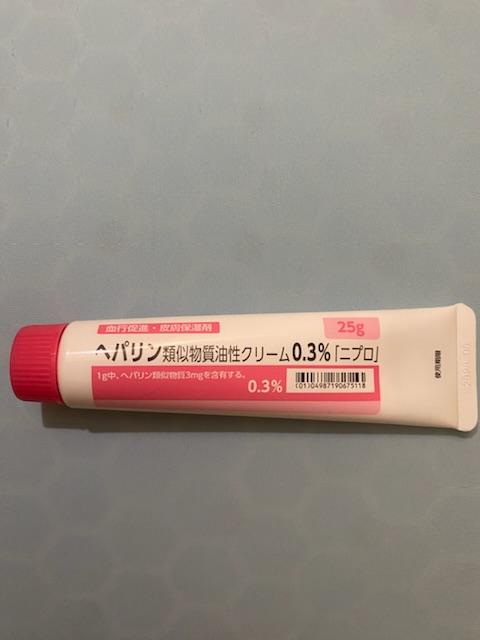 血行促進・皮膚保湿剤
25g
ヘパリン類似物質油性クリーム0.3%「ニプロ」
1g中、ヘパリン類似物質3mgを含有する。
0.3%
(01)04987190675118
使用期限